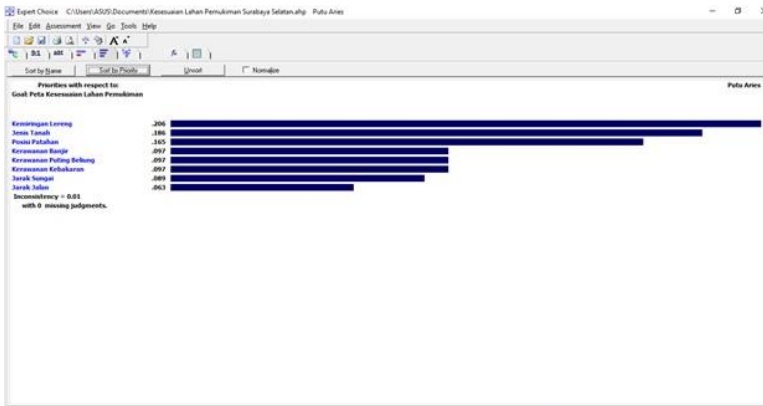 Expert Choice C:\Users\ASUS\Documents\Kesesuaian Lahan Pemukiman Surabaya Selatan.ahp Putu Aries
File Edit Assessment View Go Tools Help
3:1 abc
Sort by Name Sort by Priority Unsort Normalize
Priorities with respect to: Putu Aries
Goal: Peta Kesesuaian Lahan Pemukiman
Kemiringan Lereng .206
Jenis Tanah .186
Posisi Patahan .165
Kerawanan Banjir .097
Kerawanan Puting Beliung .097
Kerawanan Kebakaran .097
Jarak Sungai .089
Jarak Jalan .063
Inconsistency = 0.01
with 0 missing judgments.